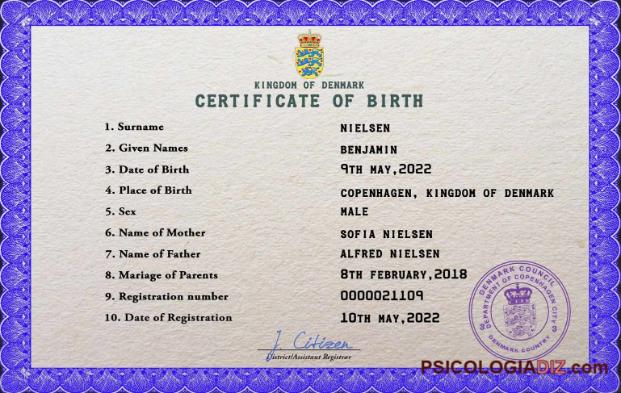 KINGDOM OF DENMARK
CERTIFICATE OF BIRTH
1. Surname NIELSEN
2. Given Names BENJAMIN
3. Date of Birth 9TH MAY,2022
4. Place of Birth COPENHAGEN, KINGDOM OF DENMARK
5. Sex MALE
6. Name of Mother SOFIA NIELSEN
7. Name of Father ALFRED NIELSEN
8. Mariage of Parents 8TH FEBRUARY,2018
9. Registration number 0000021109
10. Date of Registration 10TH MAY,2022
DENMARK COUNCIL
DEPARTMENT OF COPENHAGEN CITY
DENMARK COUNTRY
J. Citizen
District/Assistant Registrar
PSICOLOGIADIZ.com